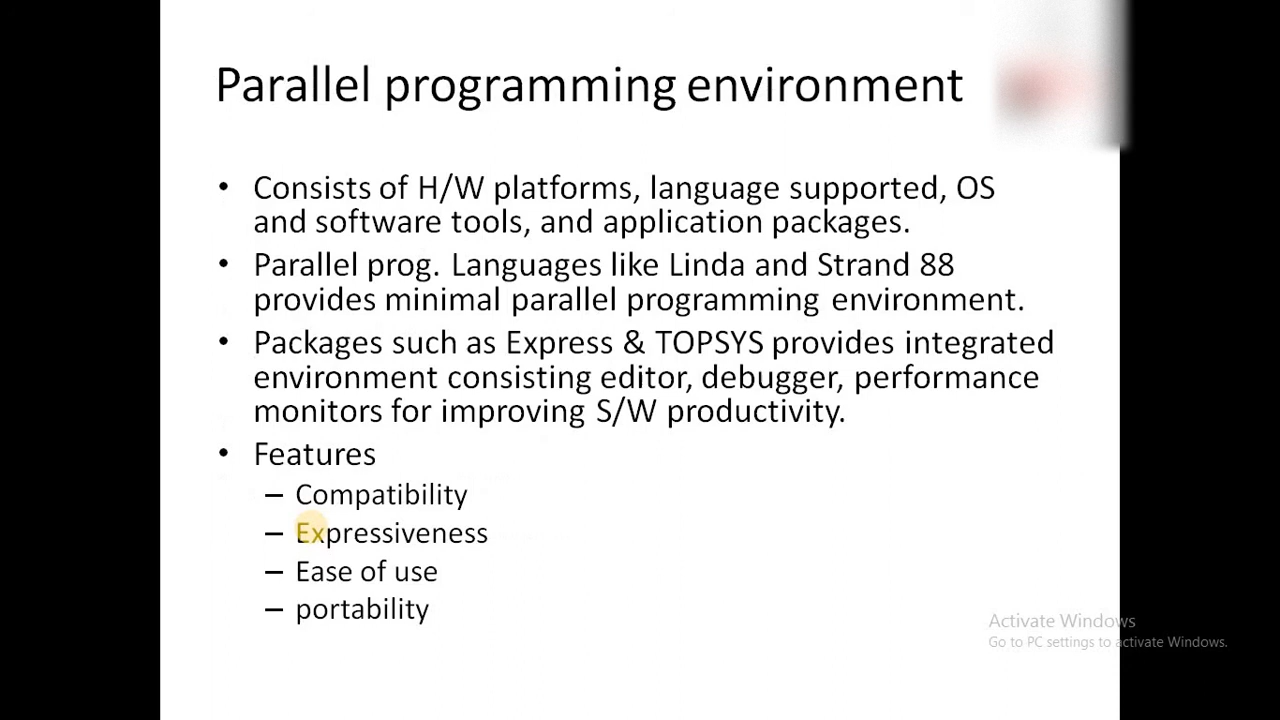 Parallel programming environment
• Consists of H/W platforms, language supported, OS
and software tools, and application packages.
• Parallel prog. Languages like Linda and Strand 88
provides minimal parallel programming environment.
• Packages such as Express & TOPSYS provides integrated
environment consisting editor, debugger, performance
monitors for improving S/W productivity.
• Features
– Compatibility
– Expressiveness
– Ease of use
– portability
Activate Windows
Go to PC settings to activate Windows.